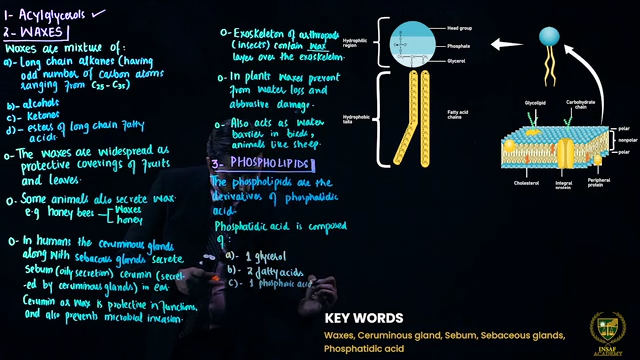 1- Acylglycerols ✓
2- WAXES
Waxes are mixture of:
a)- Long chain alkanes (having
odd number of carbon atoms
ranging from C25-C35)
b)- alcohols
c)- Ketones
d)- esters of long chain fatty
acids.
o- The waxes are widespread as
protective coverings of fruits
and leaves.
o- Some animals also secrete wax
e.g honey bees - Waxes
honey
o- In humans the ceruminous glands
along with sebaceous glands secrete
Sebum (oily secretion) cerumin (secret-
-ed by ceruminous glands) in ear
Cerumin or wax is protective in functions
and also prevents microbial invasion.
o- Exoskeleton of arthropods
(insects) contain wax
layer over the exoskeleton.
o- In plants waxes prevent
from water loss and
abbrasive damage.
o- Also acts as water
barrier in birds,
animals like sheep.
3- PHOSPHOLIPIDS
The phospolipids are the
derivatives of phosphalidic
acid.
Phosphalidic acid is composed
of:
a)- 1 glycerol
b)- 2 fatty acids
c)- 1 phosphoric acid
Hydrophilic
region
Head group
Phosphate
Glycerol
Hydrophobic
tails
Fatty acid
chains
Glycolipid
Carbohydrate
chain
polar
nonpolar
polar
Cholesterol
Integral
protein
Peripheral
protein
KEY WORDS
Waxes, Ceruminous gland, Sebum, Sebaceous glands,
Phosphatidic acid
INSAF
ACADEMY